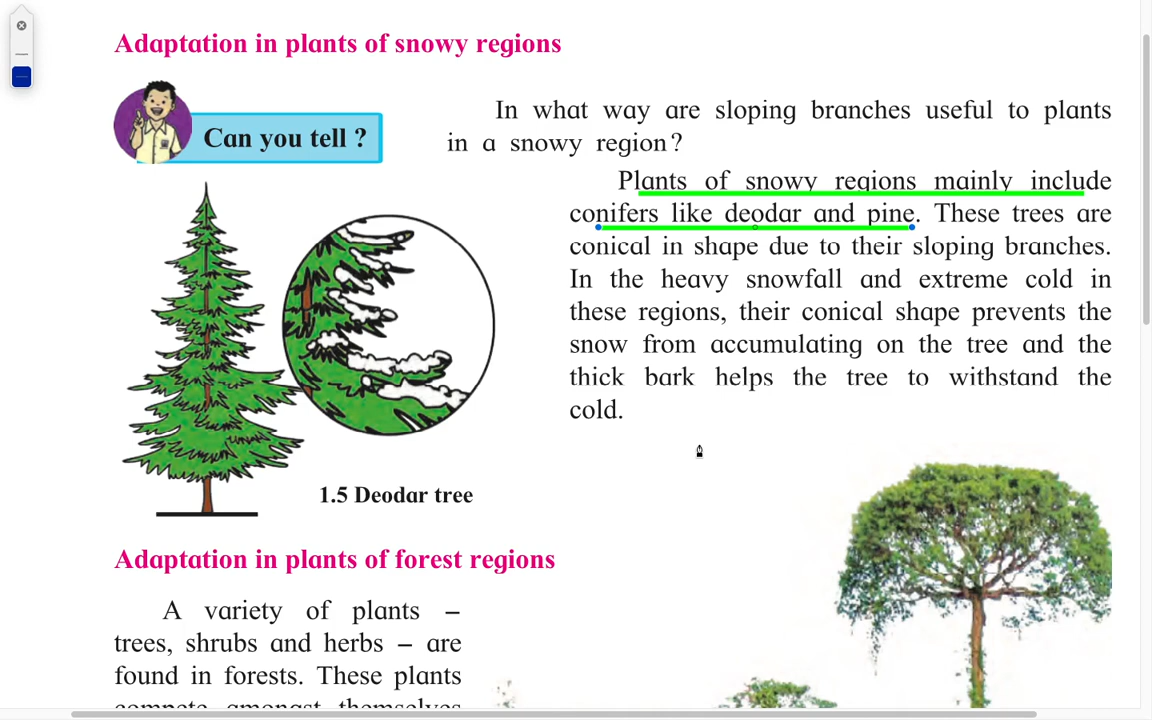 Adaptation in plants of snowy regions
Can you tell ?
In what way are sloping branches useful to plants
in a snowy region?
Plants of snowy regions mainly include
conifers like deodar and pine. These trees are
conical in shape due to their sloping branches.
In the heavy snowfall and extreme cold in
these regions, their conical shape prevents the
snow from accumulating on the tree and the
thick bark helps the tree to withstand the
cold.
1.5 Deodar tree
Adaptation in plants of forest regions
A variety of plants –
trees, shrubs and herbs – are
found in forests. These plants
compete amongst themselves